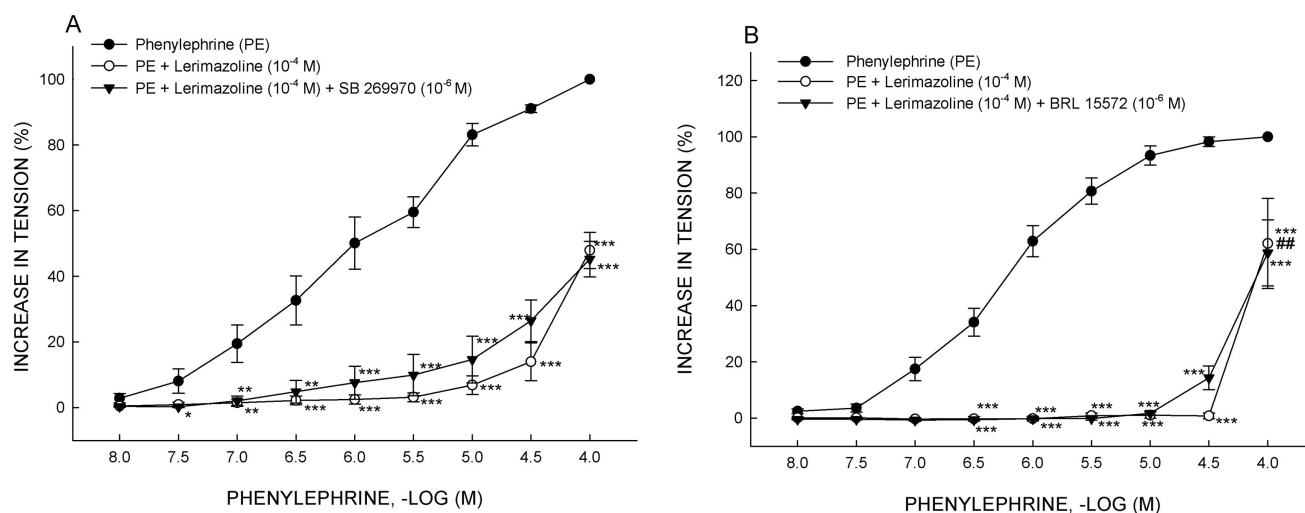 A
Phenylephrine (PE)
PE + Lerimazoline (10⁻⁴ M)
PE + Lerimazoline (10⁻⁴ M) + SB 269970 (10⁻⁶ M)
INCREASE IN TENSION (%)
100
80
60
40
20
0
***
***
***
***
***
***
***
***
**
***
**
***
**
*
8.0 7.5 7.0 6.5 6.0 5.5 5.0 4.5 4.0
PHENYLEPHRINE, -LOG (M)
B
Phenylephrine (PE)
PE + Lerimazoline (10⁻⁴ M)
PE + Lerimazoline (10⁻⁴ M) + BRL 15572 (10⁻⁶ M)
INCREASE IN TENSION (%)
120
100
80
60
40
20
0
***
##
***
***
***
*** *** *** ***
*** *** *** ***
8.0 7.5 7.0 6.5 6.0 5.5 5.0 4.5 4.0
PHENYLEPHRINE, -LOG (M)